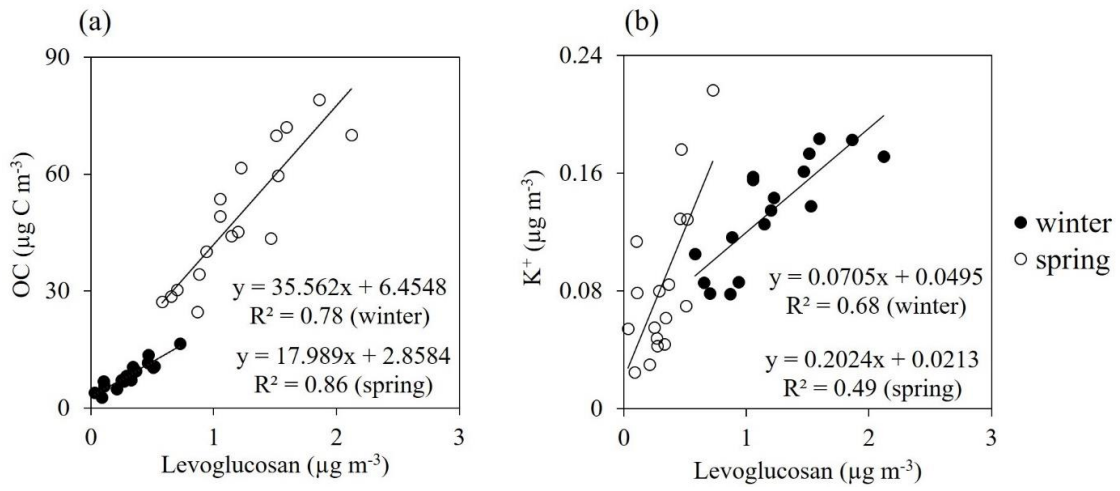 (a)
90
60
30
0
OC (µg C m-3)
y = 35.562x + 6.4548
R² = 0.78 (winter)
y = 17.989x + 2.8584
R² = 0.86 (spring)
0 1 2 3
Levoglucosan (µg m-3)
(b)
0.24
0.16
0.08
0
K+ (µg m-3)
y = 0.0705x + 0.0495
R² = 0.68 (winter)
y = 0.2024x + 0.0213
R² = 0.49 (spring)
0 1 2 3
Levoglucosan (µg m-3)
winter
spring